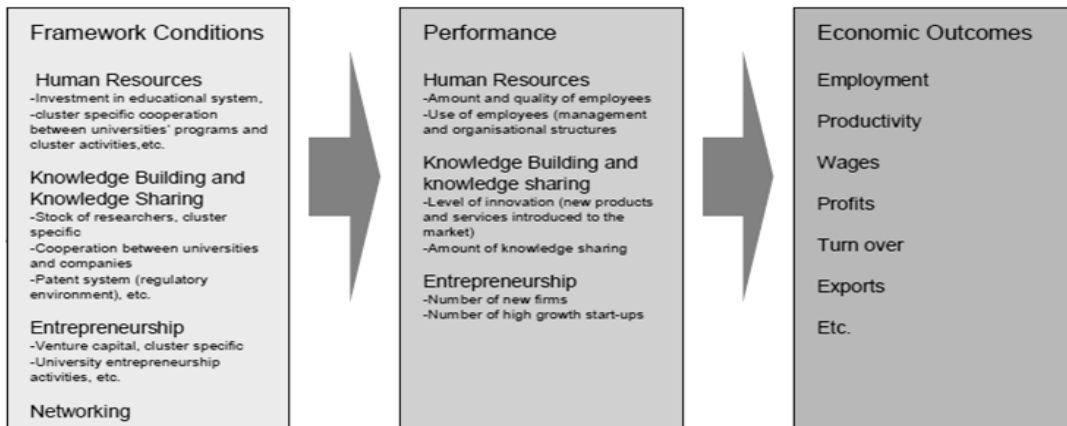 Framework Conditions
Human Resources
-Investment in educational system,
-cluster specific cooperation
between universities' programs and
cluster activities,etc.
Knowledge Building and
Knowledge Sharing
-Stock of researchers, cluster
specific
-Cooperation between universities
and companies
-Patent system (regulatory
environment), etc.
Entrepreneurship
-Venture capital, cluster specific
-University entrepreneurship
activities, etc.
Networking
Performance
Human Resources
-Amount and quality of employees
-Use of employees (management
and organisational structures
Knowledge Building and
knowledge sharing
-Level of innovation (new products
and services introduced to the
market)
-Amount of knowledge sharing
Entrepreneurship
-Number of new firms
-Number of high growth start-ups
Economic Outcomes
Employment
Productivity
Wages
Profits
Turn over
Exports
Etc.